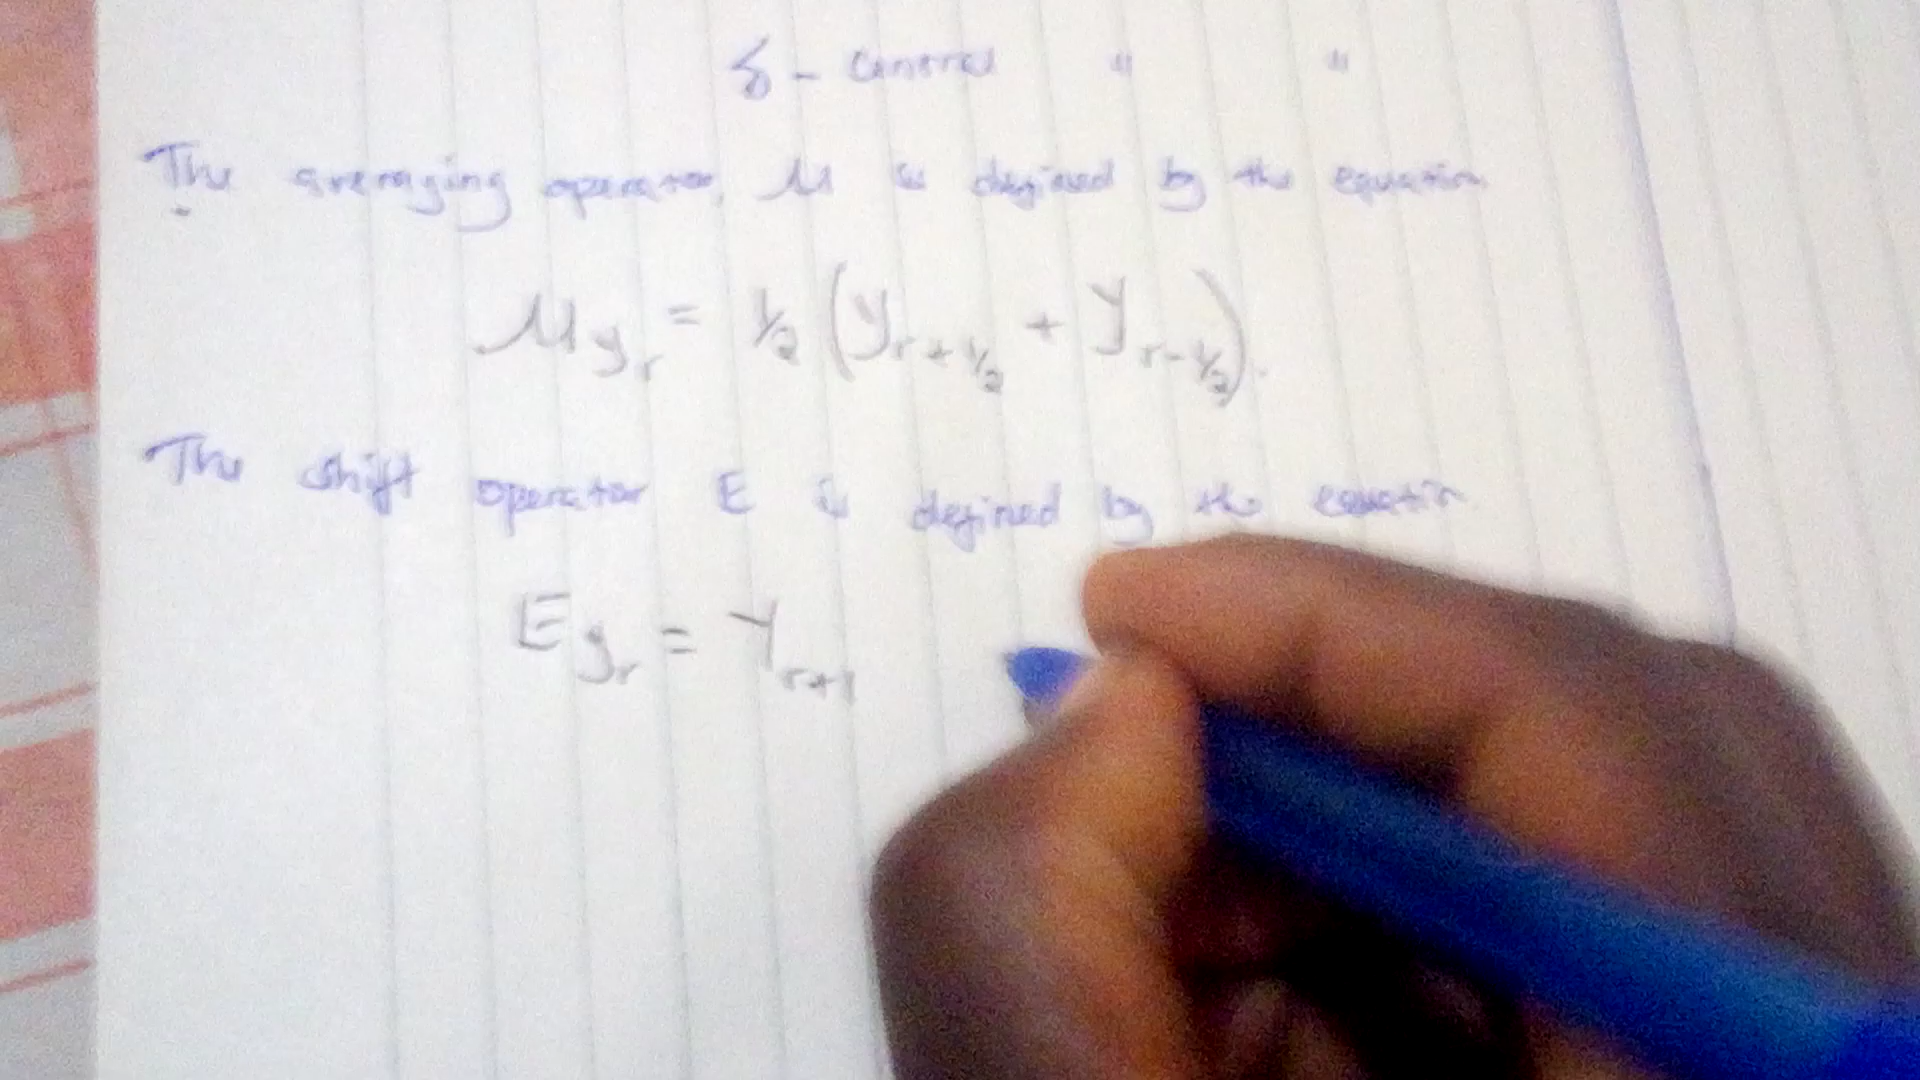 δ - Central " "
The averaging operator, μ is defined by the equation
μy_r = 1/2 (y_{r+1/2} + y_{r-1/2}).
The shift operator E is defined by the equation
Ey_r = y_{r+1}